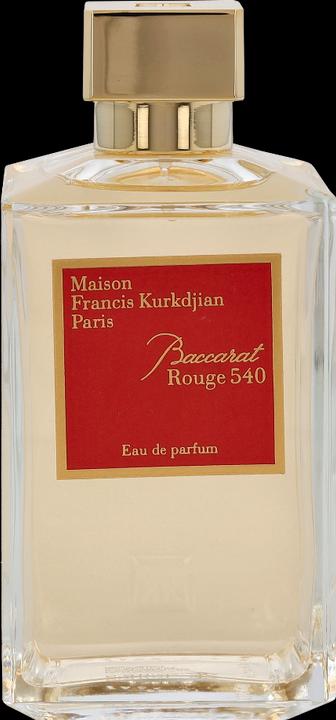 Maison
Francis Kurkdjian
Paris
Baccarat
Rouge 540
Eau de parfum